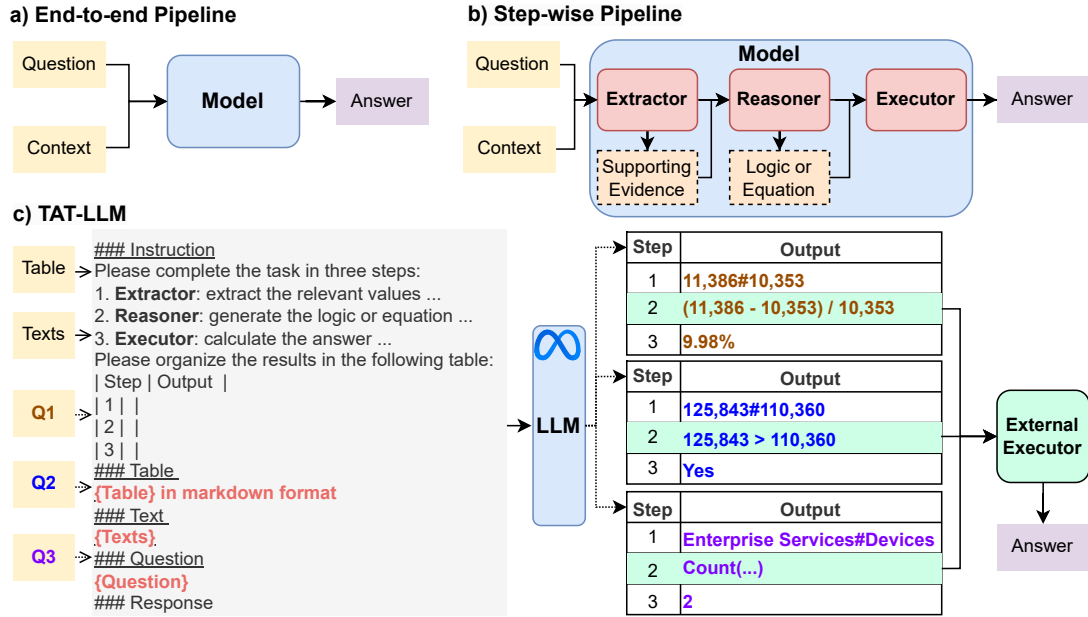 a) End-to-end Pipeline
Question
Context
Model
Answer
b) Step-wise Pipeline
Question
Context
Model
Extractor
Reasoner
Executor
Supporting
Evidence
Logic or
Equation
Answer
c) TAT-LLM
Table
Texts
Q1
Q2
Q3
### Instruction
Please complete the task in three steps:
1. Extractor: extract the relevant values ...
2. Reasoner: generate the logic or equation ...
3. Executor: calculate the answer ...
Please organize the results in the following table:
| Step | Output |
| 1 | |
| 2 | |
| 3 | |
### Table
{Table} in markdown format
### Text
{Texts}
### Question
{Question}
### Response
LLM
Step Output
1 11,386#10,353
2 (11,386 - 10,353) / 10,353
3 9.98%
Step Output
1 125,843#110,360
2 125,843 > 110,360
3 Yes
Step Output
1 Enterprise Services#Devices
2 Count(...)
3 2
External
Executor
Answer